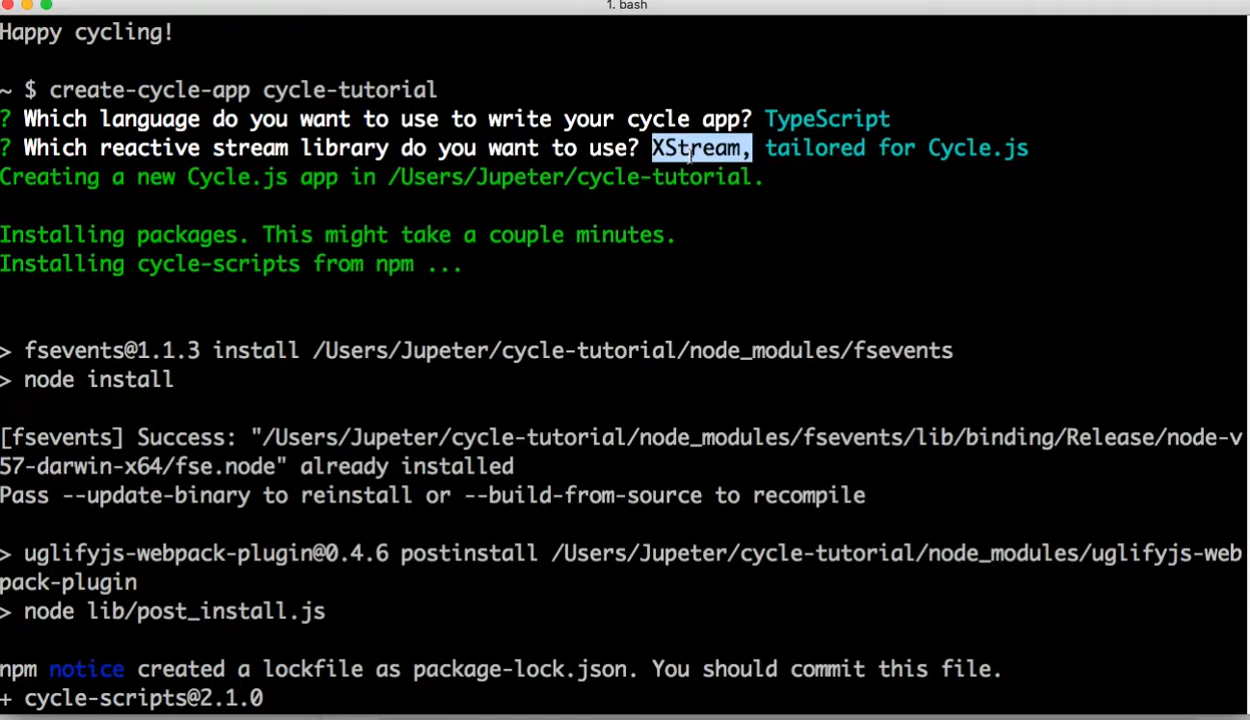 1. bash
Happy cycling!
~ $ create-cycle-app cycle-tutorial
? Which language do you want to use to write your cycle app? TypeScript
? Which reactive stream library do you want to use? XStream, tailored for Cycle.js
Creating a new Cycle.js app in /Users/Jupeter/cycle-tutorial.
Installing packages. This might take a couple minutes.
Installing cycle-scripts from npm ...
> fsevents@1.1.3 install /Users/Jupeter/cycle-tutorial/node_modules/fsevents
> node install
[fsevents] Success: "/Users/Jupeter/cycle-tutorial/node_modules/fsevents/lib/binding/Release/node-v
57-darwin-x64/fse.node" already installed
Pass --update-binary to reinstall or --build-from-source to recompile
> uglifyjs-webpack-plugin@0.4.6 postinstall /Users/Jupeter/cycle-tutorial/node_modules/uglifyjs-web
pack-plugin
> node lib/post_install.js
npm notice created a lockfile as package-lock.json. You should commit this file.
+ cycle-scripts@2.1.0